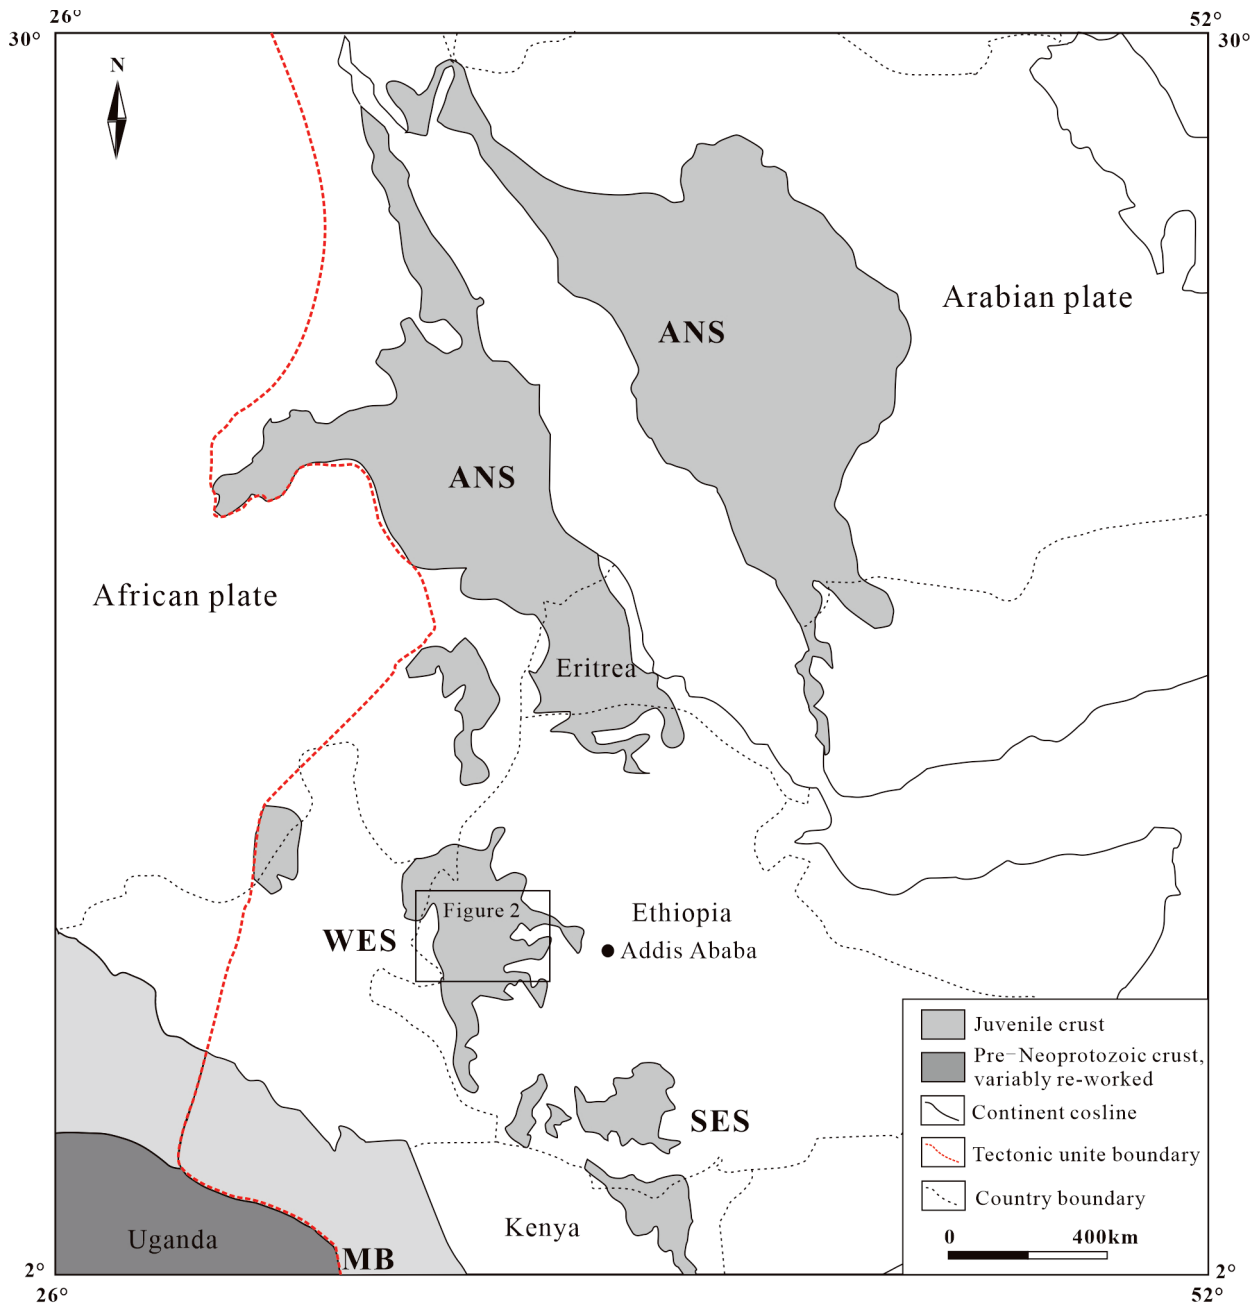 26°
52°
30°
30°
N
Arabian plate
ANS
ANS
African plate
Eritrea
Figure 2
Ethiopia
WES
Addis Ababa
Juvenile crust
Pre-Neoprotozoic crust,
variably re-worked
Continent cosline
SES
Tectonic unite boundary
Country boundary
Kenya
Uganda
0
400km
MB
2°
2°
26°
52°